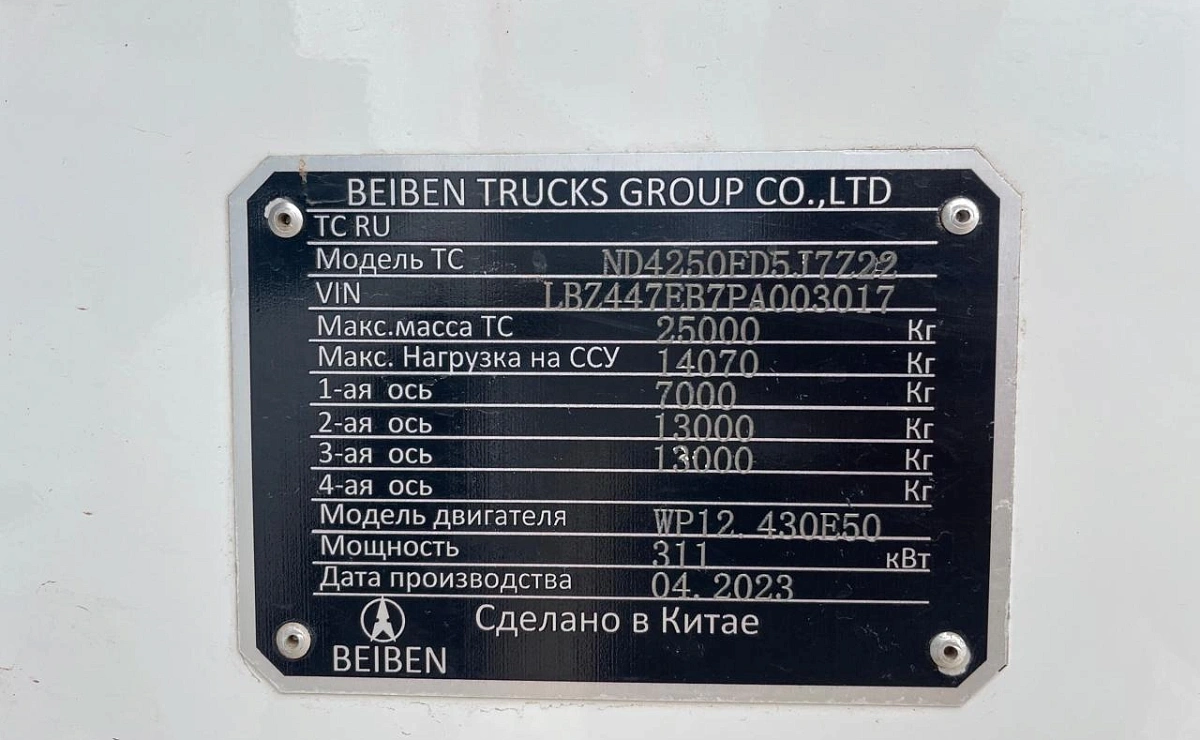 BEIBEN TRUCKS GROUP CO.,LTD
TC RU
Модель ТС ND4250FD5J7Z22
VIN LBZ447EB7PA003017
Макс.масса ТС 25000 Кг
Макс. Нагрузка на ССУ 14070 Кг
1-ая ось 7000 Кг
2-ая ось 13000 Кг
3-ая ось 13000 Кг
4-ая ось Кг
Модель двигателя WP12.430E50
Мощность 311 кВт
Дата производства 04.2023
Сделано в Китае
BEIBEN